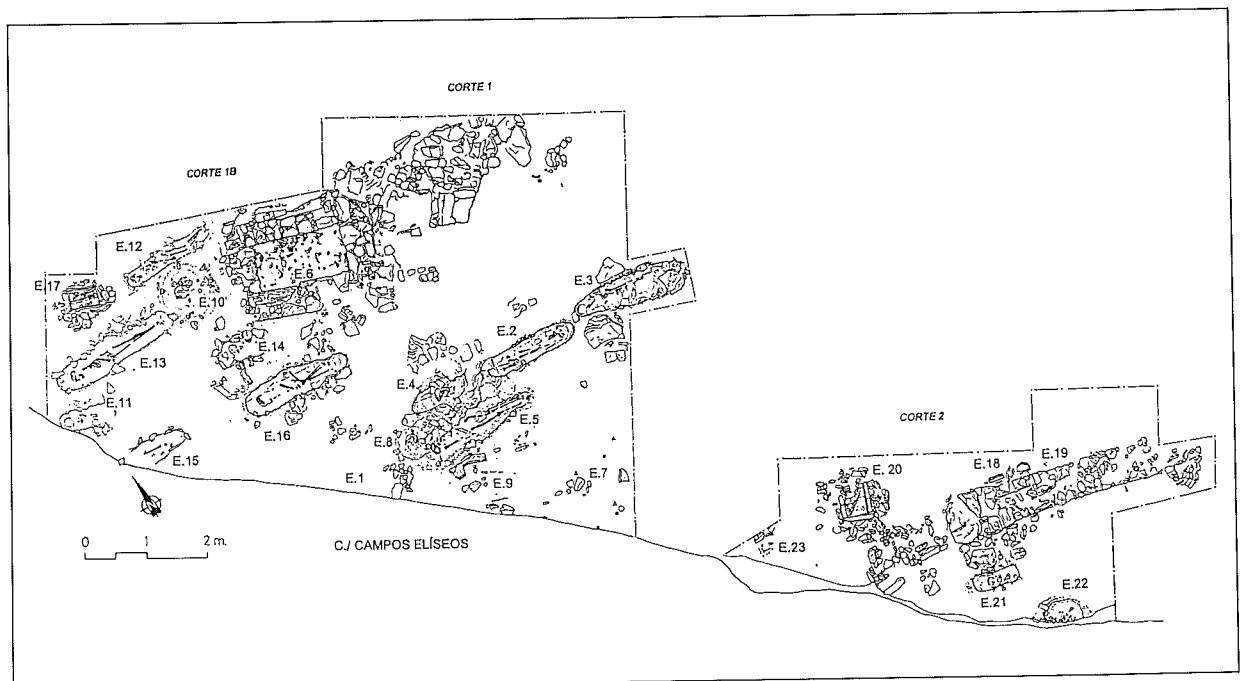 CORTE 1
CORTE 1B
E.12
E.17
E.6
E.10
E.3
E.2
E.14
E.13
E.4
E.11
E.5
E.16
E.8
E.15
E.1
E.9
E.7
0 1 2 m.
C./ CAMPOS ELÍSEOS
CORTE 2
E.20
E.18
E.19
E.23
E.21
E.22